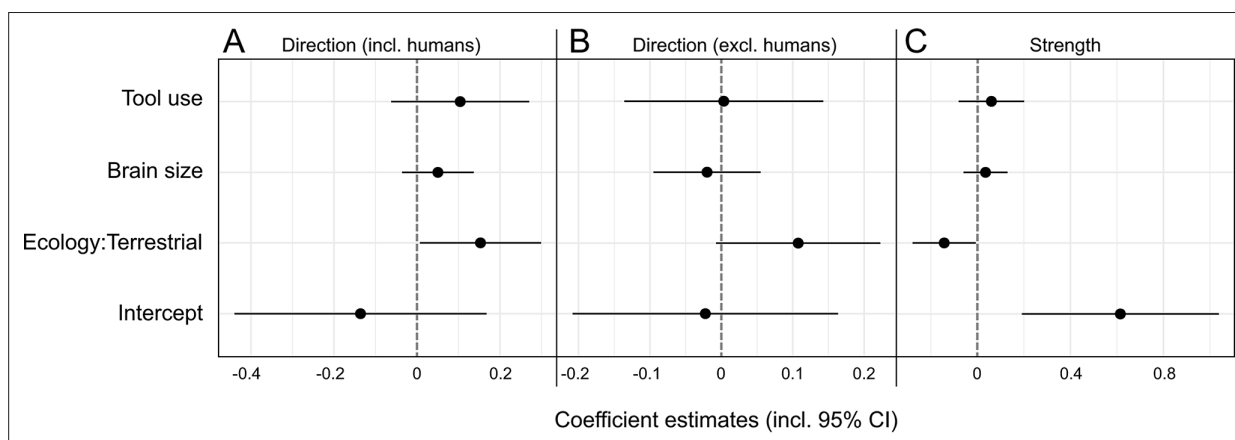 A Direction (incl. humans) B Direction (excl. humans) C Strength
Tool use
Brain size
Ecology:Terrestrial
Intercept
-0.4 -0.2 0 0.2 -0.2 -0.1 0 0.1 0.2 0 0.4 0.8
Coefficient estimates (incl. 95% CI)